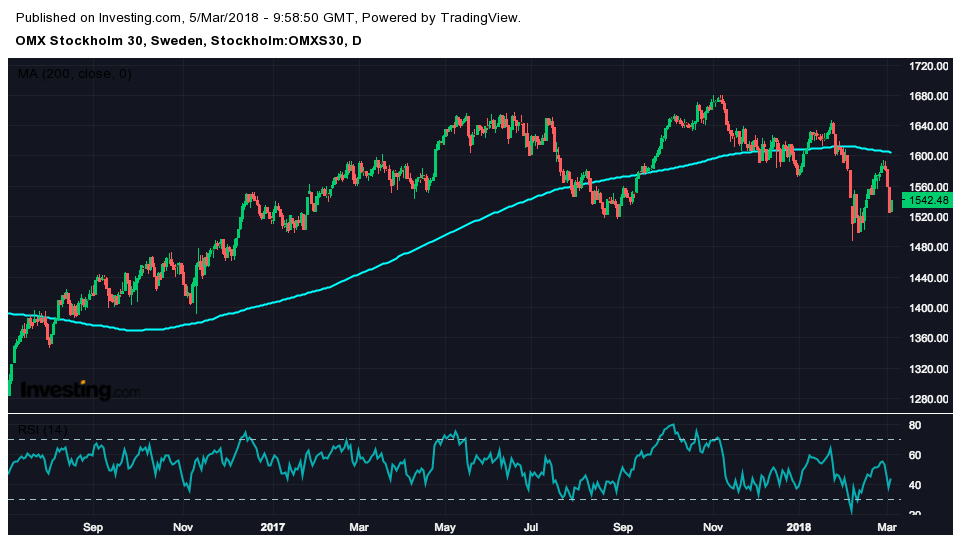 Published on Investing.com, 5/Mar/2018 - 9:58:50 GMT, Powered by TradingView.
OMX Stockholm 30, Sweden, Stockholm:OMXS30, D
MA (200, close, 0)
1720.00
1680.00
1640.00
1600.00
1560.00
1542.48
1520.00
1480.00
1440.00
1400.00
1360.00
1320.00
1280.00
Investing.com
RSI (14)
80
60
40
20
Sep Nov 2017 Mar May Jul Sep Nov 2018 Mar